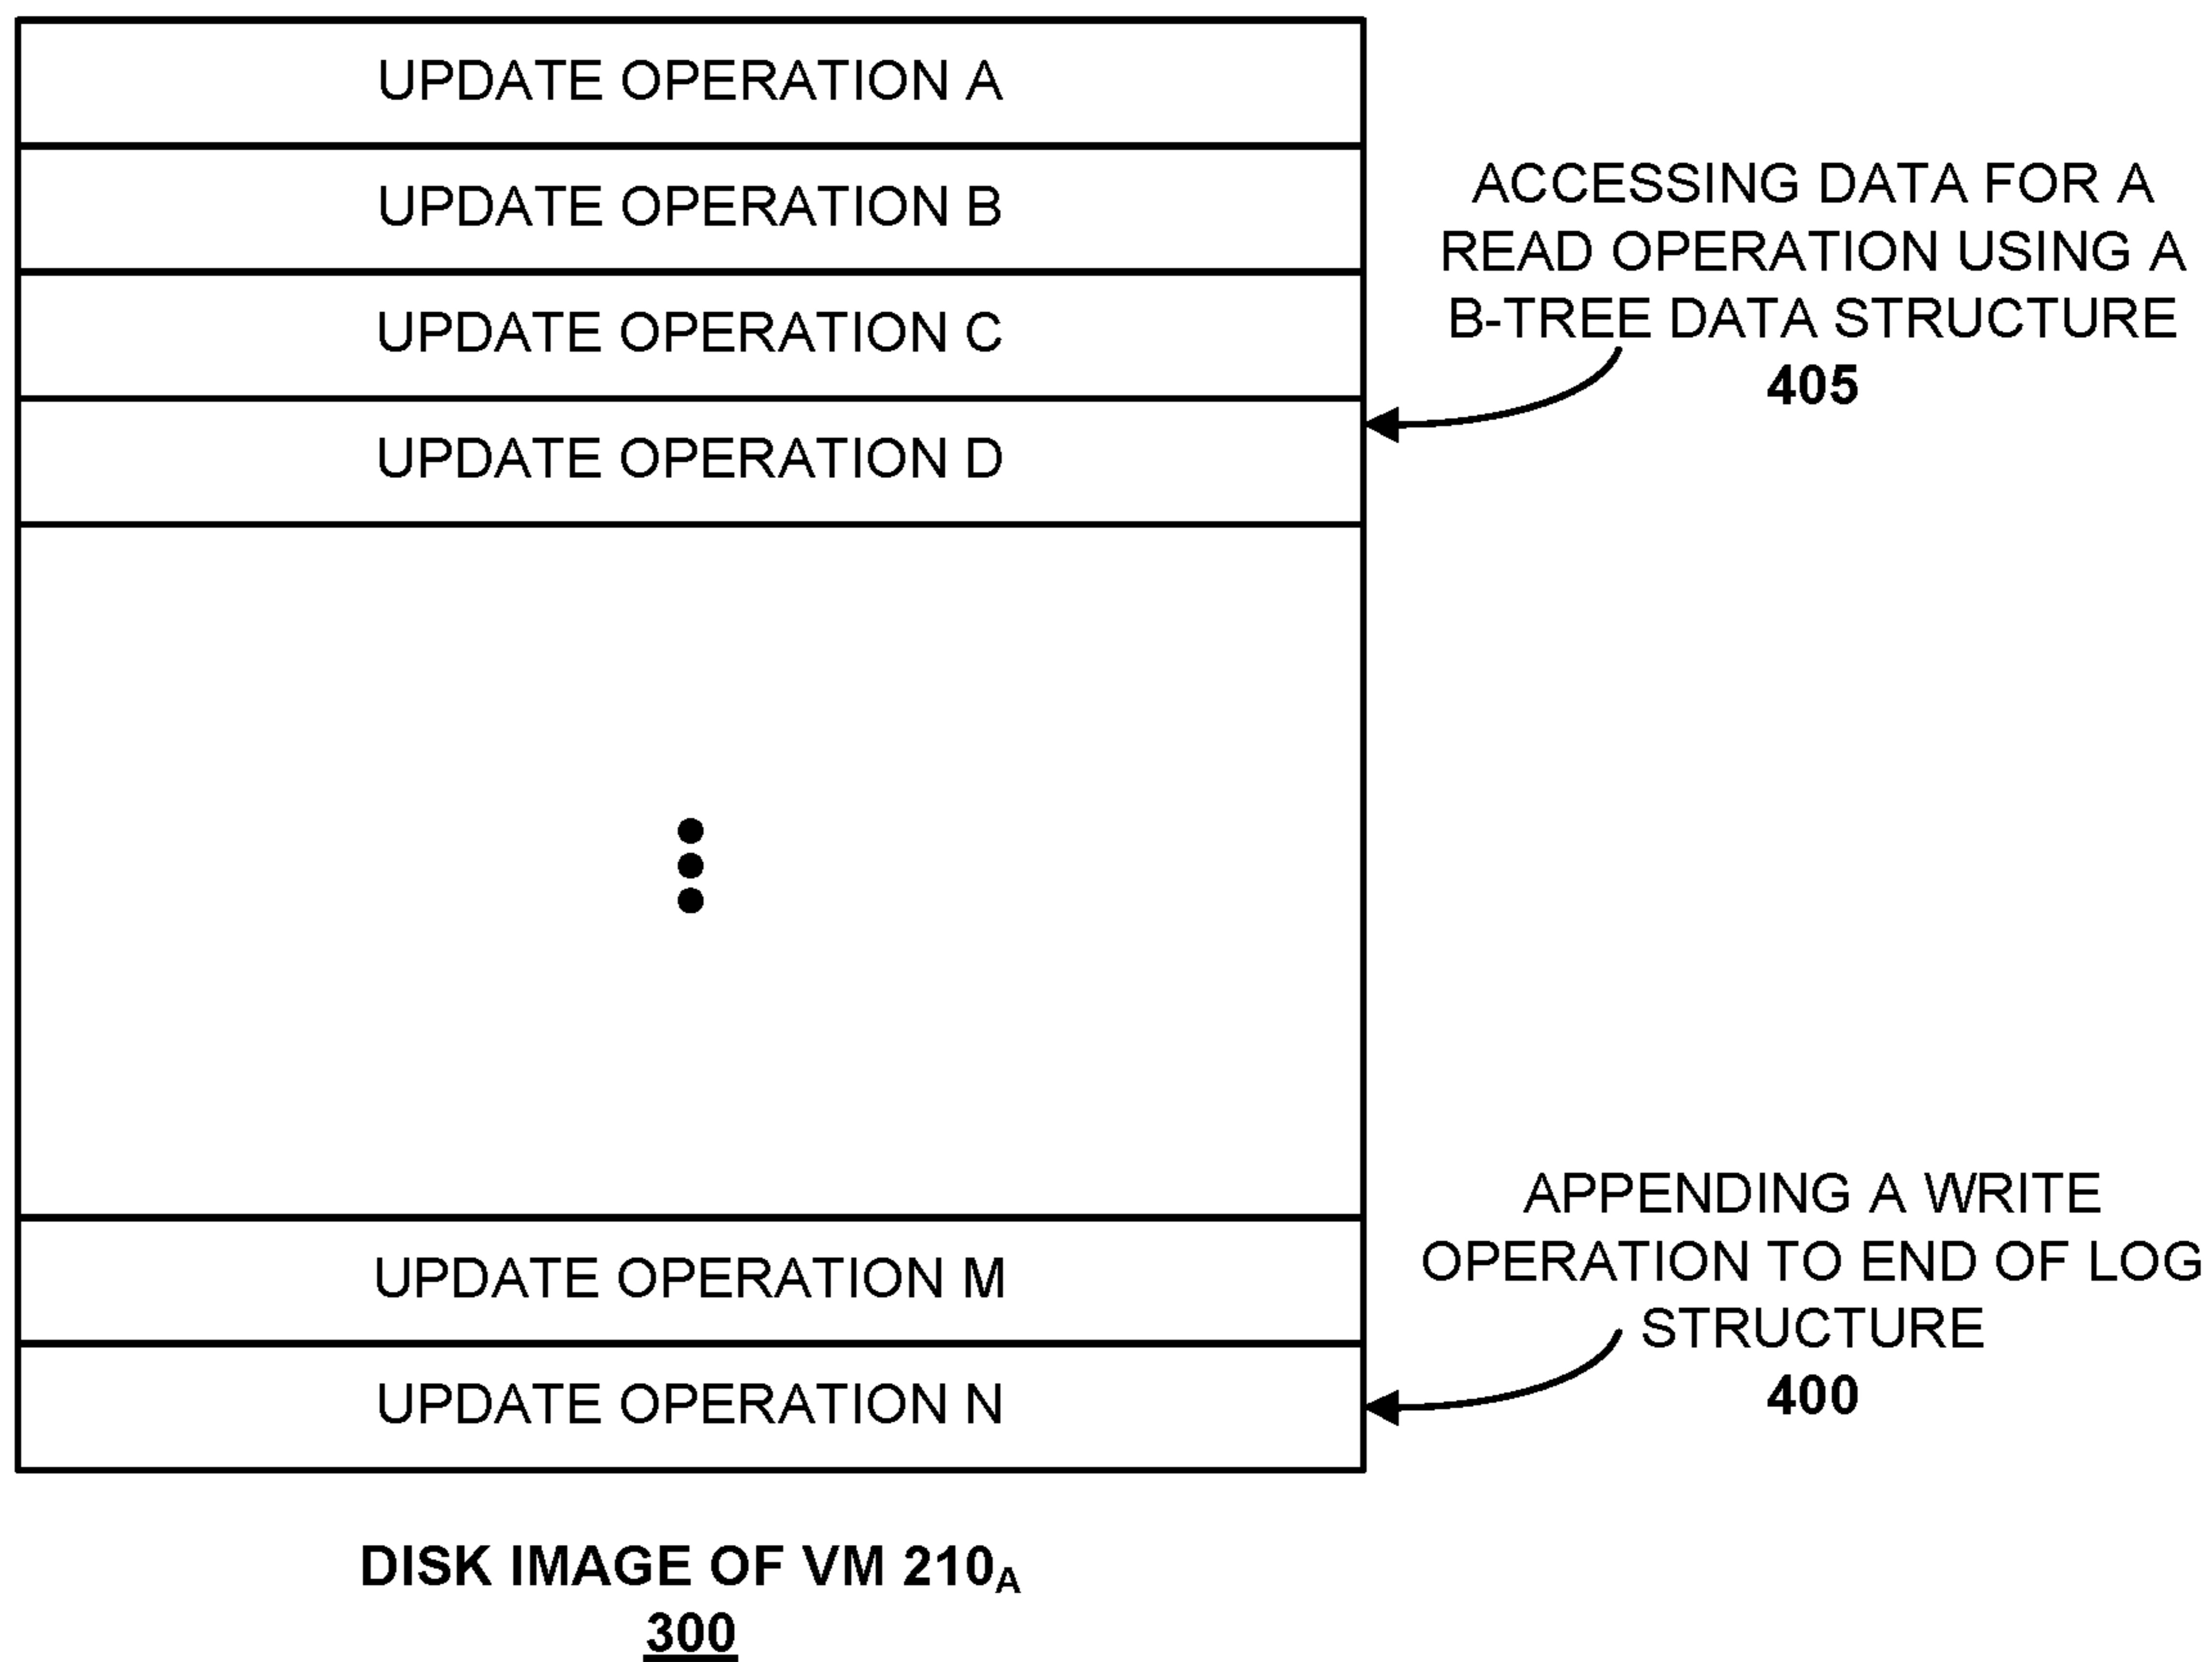 UPDATE OPERATION A
UPDATE OPERATION B
UPDATE OPERATION C
UPDATE OPERATION D
ACCESSING DATA FOR A
READ OPERATION USING A
B-TREE DATA STRUCTURE
405
UPDATE OPERATION M
UPDATE OPERATION N
APPENDING A WRITE
OPERATION TO END OF LOG
STRUCTURE
400
DISK IMAGE OF VM 210A
300